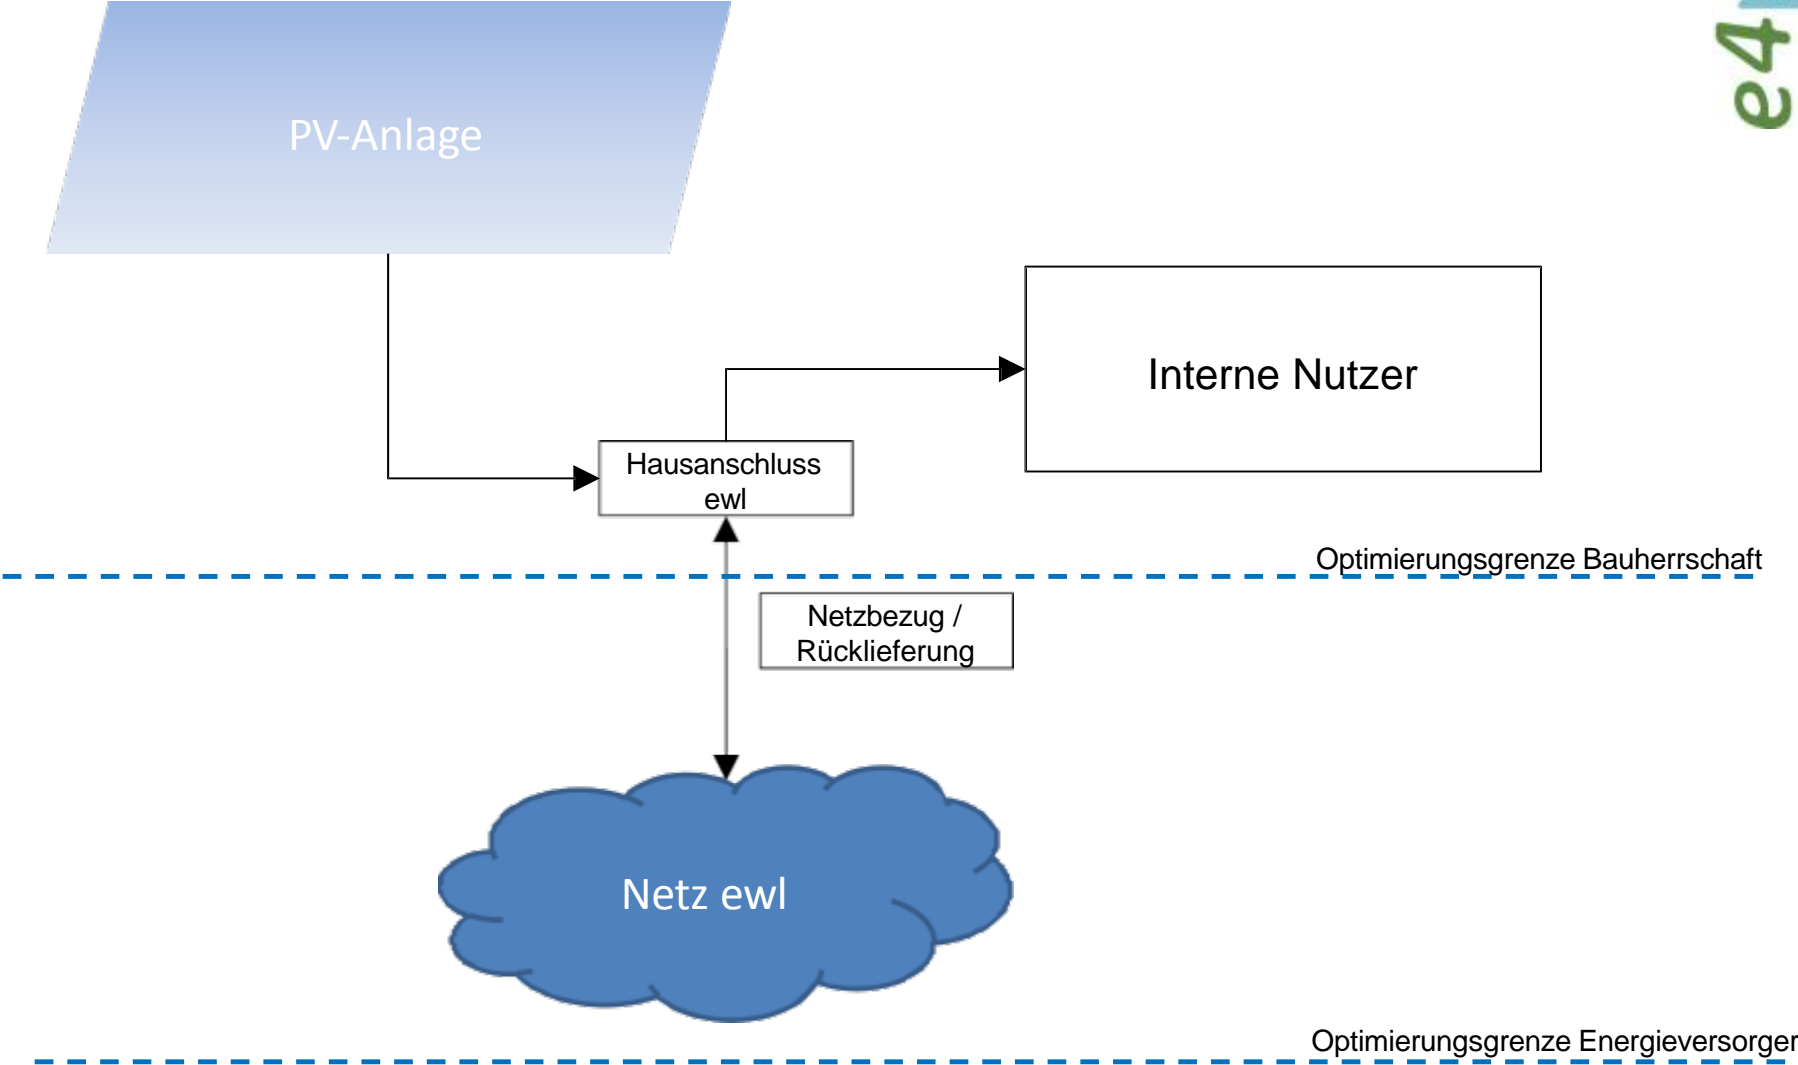 e4
PV-Anlage
Interne Nutzer
Hausanschluss
ewl
Optimierungsgrenze Bauherrschaft
Netzbezug /
Rücklieferung
Netz ewl
Optimierungsgrenze Energieversorger